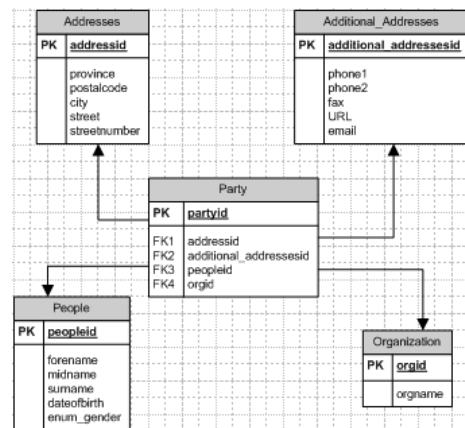 Addresses
PK addressid
province
postalcode
city
street
streetnumber
Additional_Addresses
PK additional_addressesid
phone1
phone2
fax
URL
email
Party
PK partyid
FK1 addressid
FK2 additional_addressesid
FK3 peopleid
FK4 orgid
People
PK peopleid
forename
midname
surname
dateofbirth
enum_gender
Organization
PK orgid
orgname